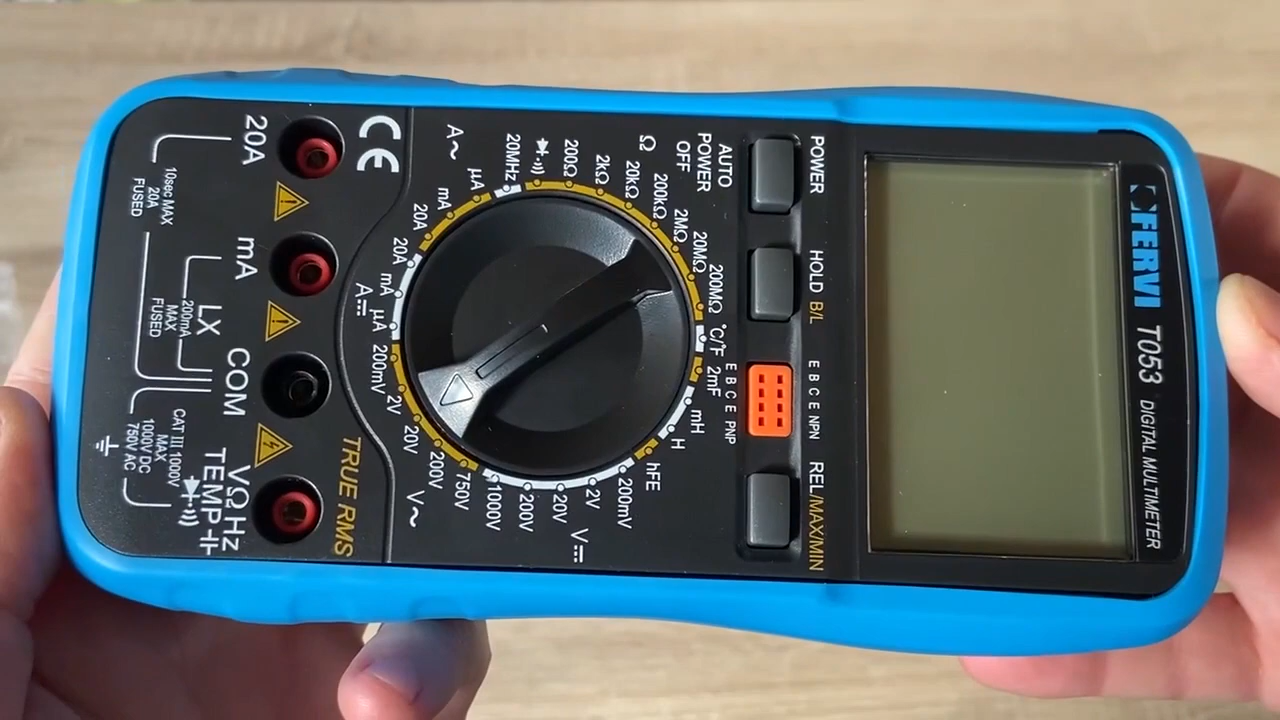 FERVI T053 DIGITAL MULTIMETER
POWER
HOLD B/L
E B C E NPN
E B C E PNP
REL/MAX/MIN
AUTO
POWER
OFF
Ω
200MΩ
20MΩ
2MΩ
200kΩ
20kΩ
2kΩ
200Ω
20MHz
A~
µA
mA
20A
20A
mA
A⎓
µA
200mV
2V
20V
200V
750V
V~
1000V
200V
20V
2V
V⎓
200mV
hFE
H
mH
2mF
°C/°F
CE
TRUE RMS
20A
mA
COM
VΩHz
TEMP
10sec MAX
20A
FUSED
LX
200mA
MAX
FUSED
CAT III 1000V
MAX
1000V DC
750V AC